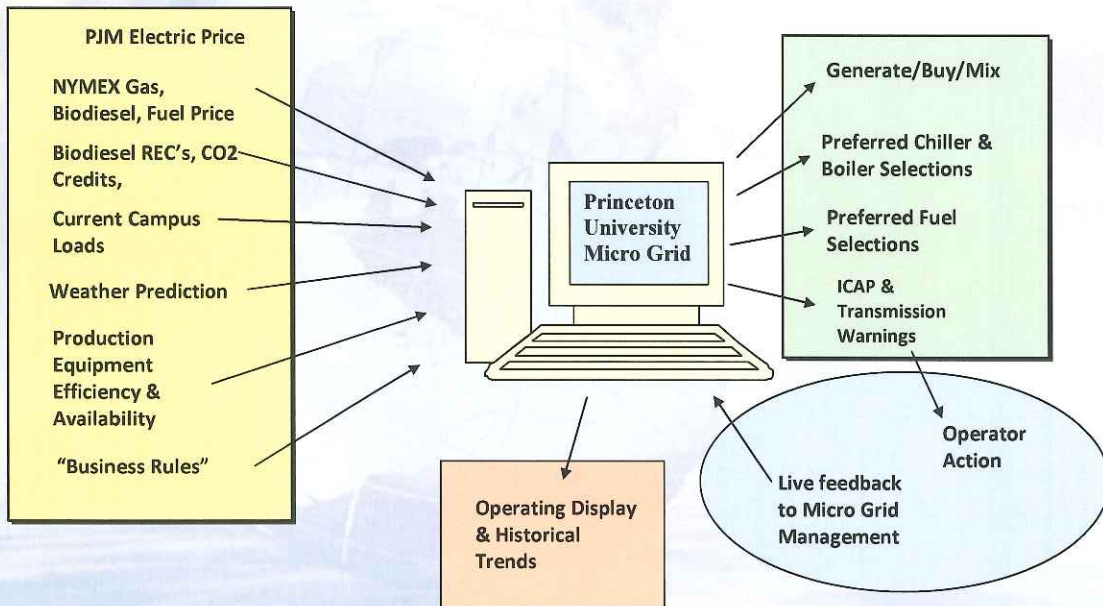 PJM Electric Price
NYMEX Gas,
Biodiesel, Fuel Price
Biodiesel REC's, CO2
Credits,
Current Campus
Loads
Weather Prediction
Production
Equipment
Efficiency &
Availability
“Business Rules”
Princeton
University
Micro Grid
Generate/Buy/Mix
Preferred Chiller &
Boiler Selections
Preferred Fuel
Selections
ICAP &
Transmission
Warnings
Operator
Action
Live feedback
to Micro Grid
Management
Operating Display
& Historical
Trends